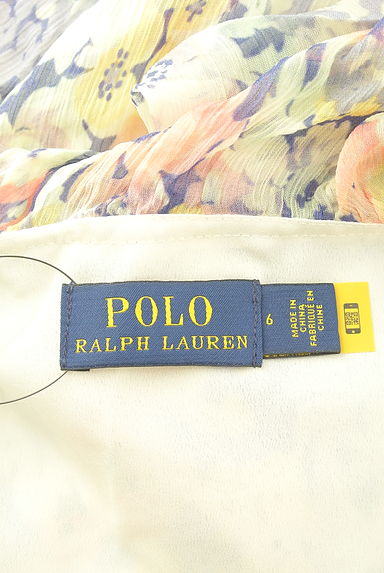 POLO
RALPH LAUREN
6
MADE IN
CHINA
FABRIQUÉ EN
CHINE